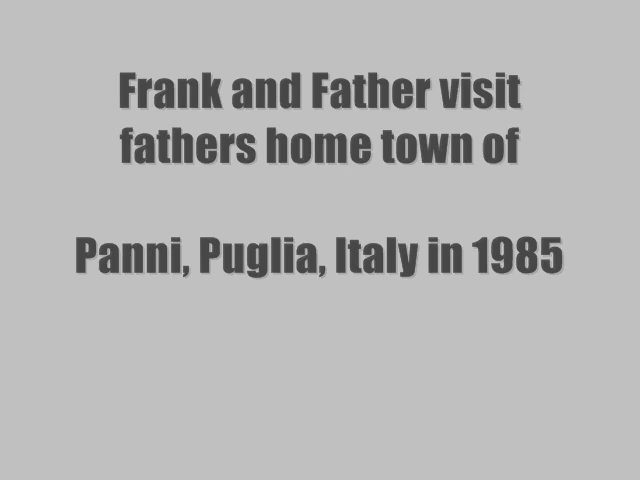 Frank and Father visit
fathers home town of
Panni, Puglia, Italy in 1985